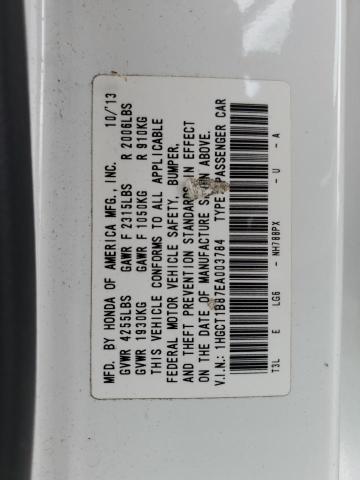 MFD. BY HONDA OF AMERICA MFG., INC. 10/13
GVWR 4255LBS GAWR F 2315LBS R 2006LBS
GVWR 1930KG GAWR F 1050KG R 910KG
THIS VEHICLE CONFORMS TO ALL APPLICABLE
FEDERAL MOTOR VEHICLE SAFETY, BUMPER,
AND THEFT PREVENTION STANDARDS IN EFFECT
ON THE DATE OF MANUFACTURE SHOWN ABOVE.
V.I.N.: 1HGCT1B87EA003784 TYPE: PASSENGER CAR
T3L E LG6 NH788PX - U - A